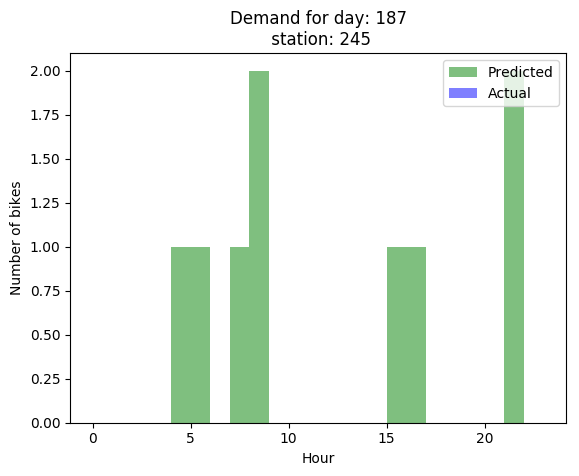 Demand for day: 187
station: 245
Predicted
Actual
Number of bikes
2.00
1.75
1.50
1.25
1.00
0.75
0.50
0.25
0.00
0 5 10 15 20
Hour